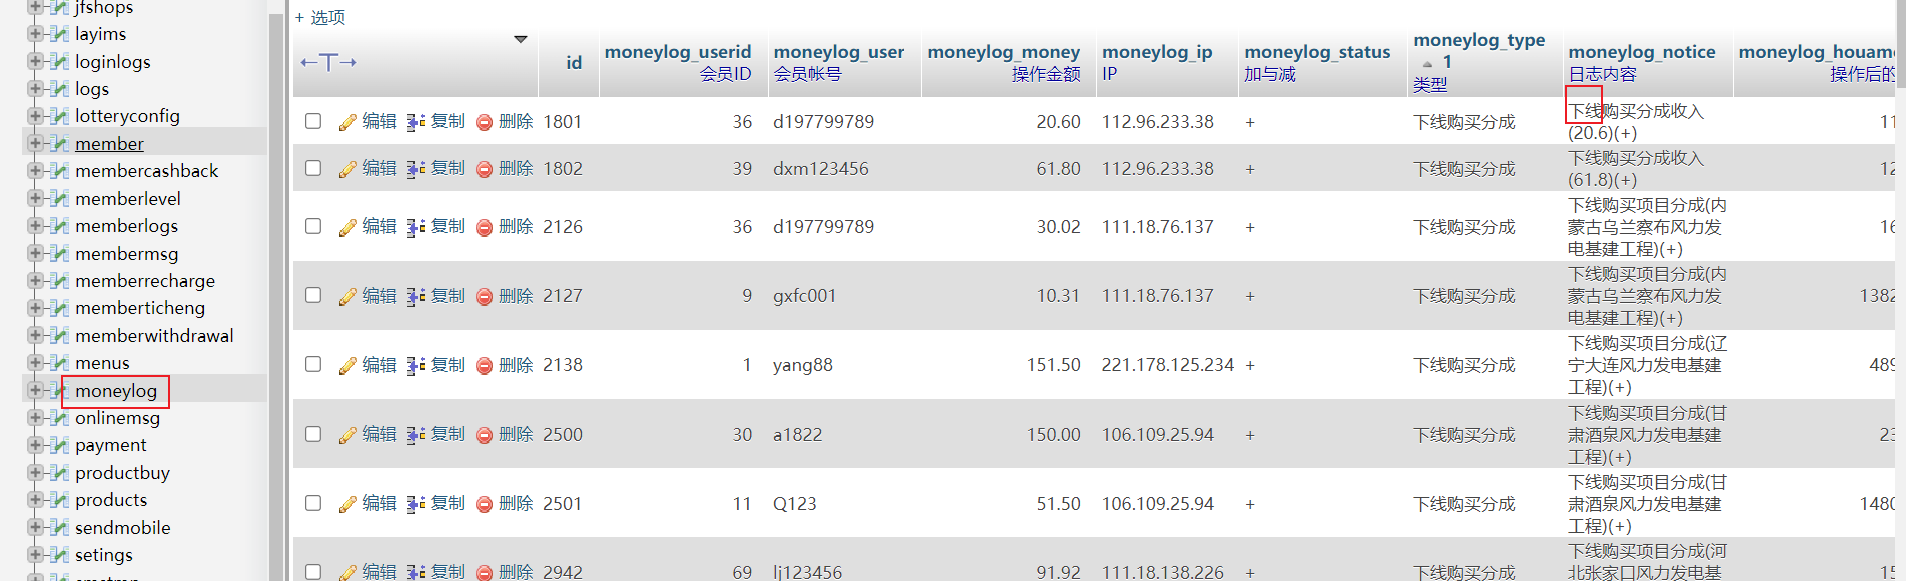 jfshops
layims
loginlogs
logs
lotteryconfig
member
membercashback
memberlevel
memberlogs
membermsg
memberrecharge
memberticheng
memberwithdrawal
menus
moneylog
onlinemsg
payment
productbuy
products
sendmobile
setings
+ 选项
←T→ id moneylog_userid moneylog_user moneylog_money moneylog_ip moneylog_status moneylog_type 1 moneylog_notice moneylog_houam
会员ID 会员帐号 操作金额 IP 加与减 类型 日志内容 操作后的
编辑 复制 删除 1801 36 d197799789 20.60 112.96.233.38 + 下线购买分成 下线购买分成收入 11
(20.6)(+)
编辑 复制 删除 1802 39 dxm123456 61.80 112.96.233.38 + 下线购买分成 下线购买分成收入 12
(61.8)(+)
编辑 复制 删除 2126 36 d197799789 30.02 111.18.76.137 + 下线购买分成 下线购买项目分成(内 16
蒙古乌兰察布风力发
电基建工程)(+)
编辑 复制 删除 2127 9 gxfc001 10.31 111.18.76.137 + 下线购买分成 下线购买项目分成(内 1382
蒙古乌兰察布风力发
电基建工程)(+)
编辑 复制 删除 2138 1 yang88 151.50 221.178.125.234 + 下线购买分成 下线购买项目分成(辽 489
宁大连风力发电基建
工程)(+)
编辑 复制 删除 2500 30 a1822 150.00 106.109.25.94 + 下线购买分成 下线购买项目分成(甘 23
肃酒泉风力发电基建
工程)(+)
编辑 复制 删除 2501 11 Q123 51.50 106.109.25.94 + 下线购买分成 下线购买项目分成(甘 1480
肃酒泉风力发电基建
工程)(+)
编辑 复制 删除 2942 69 lj123456 91.92 111.18.138.226 + 下线购买分成 下线购买项目分成(河 15
北张家口风力发电基